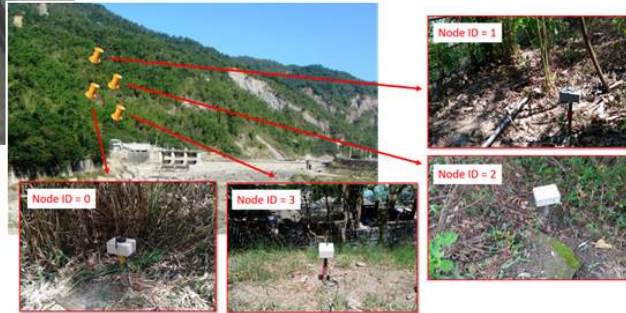 Node ID = 1
Node ID = 2
Node ID = 0
Node ID = 3